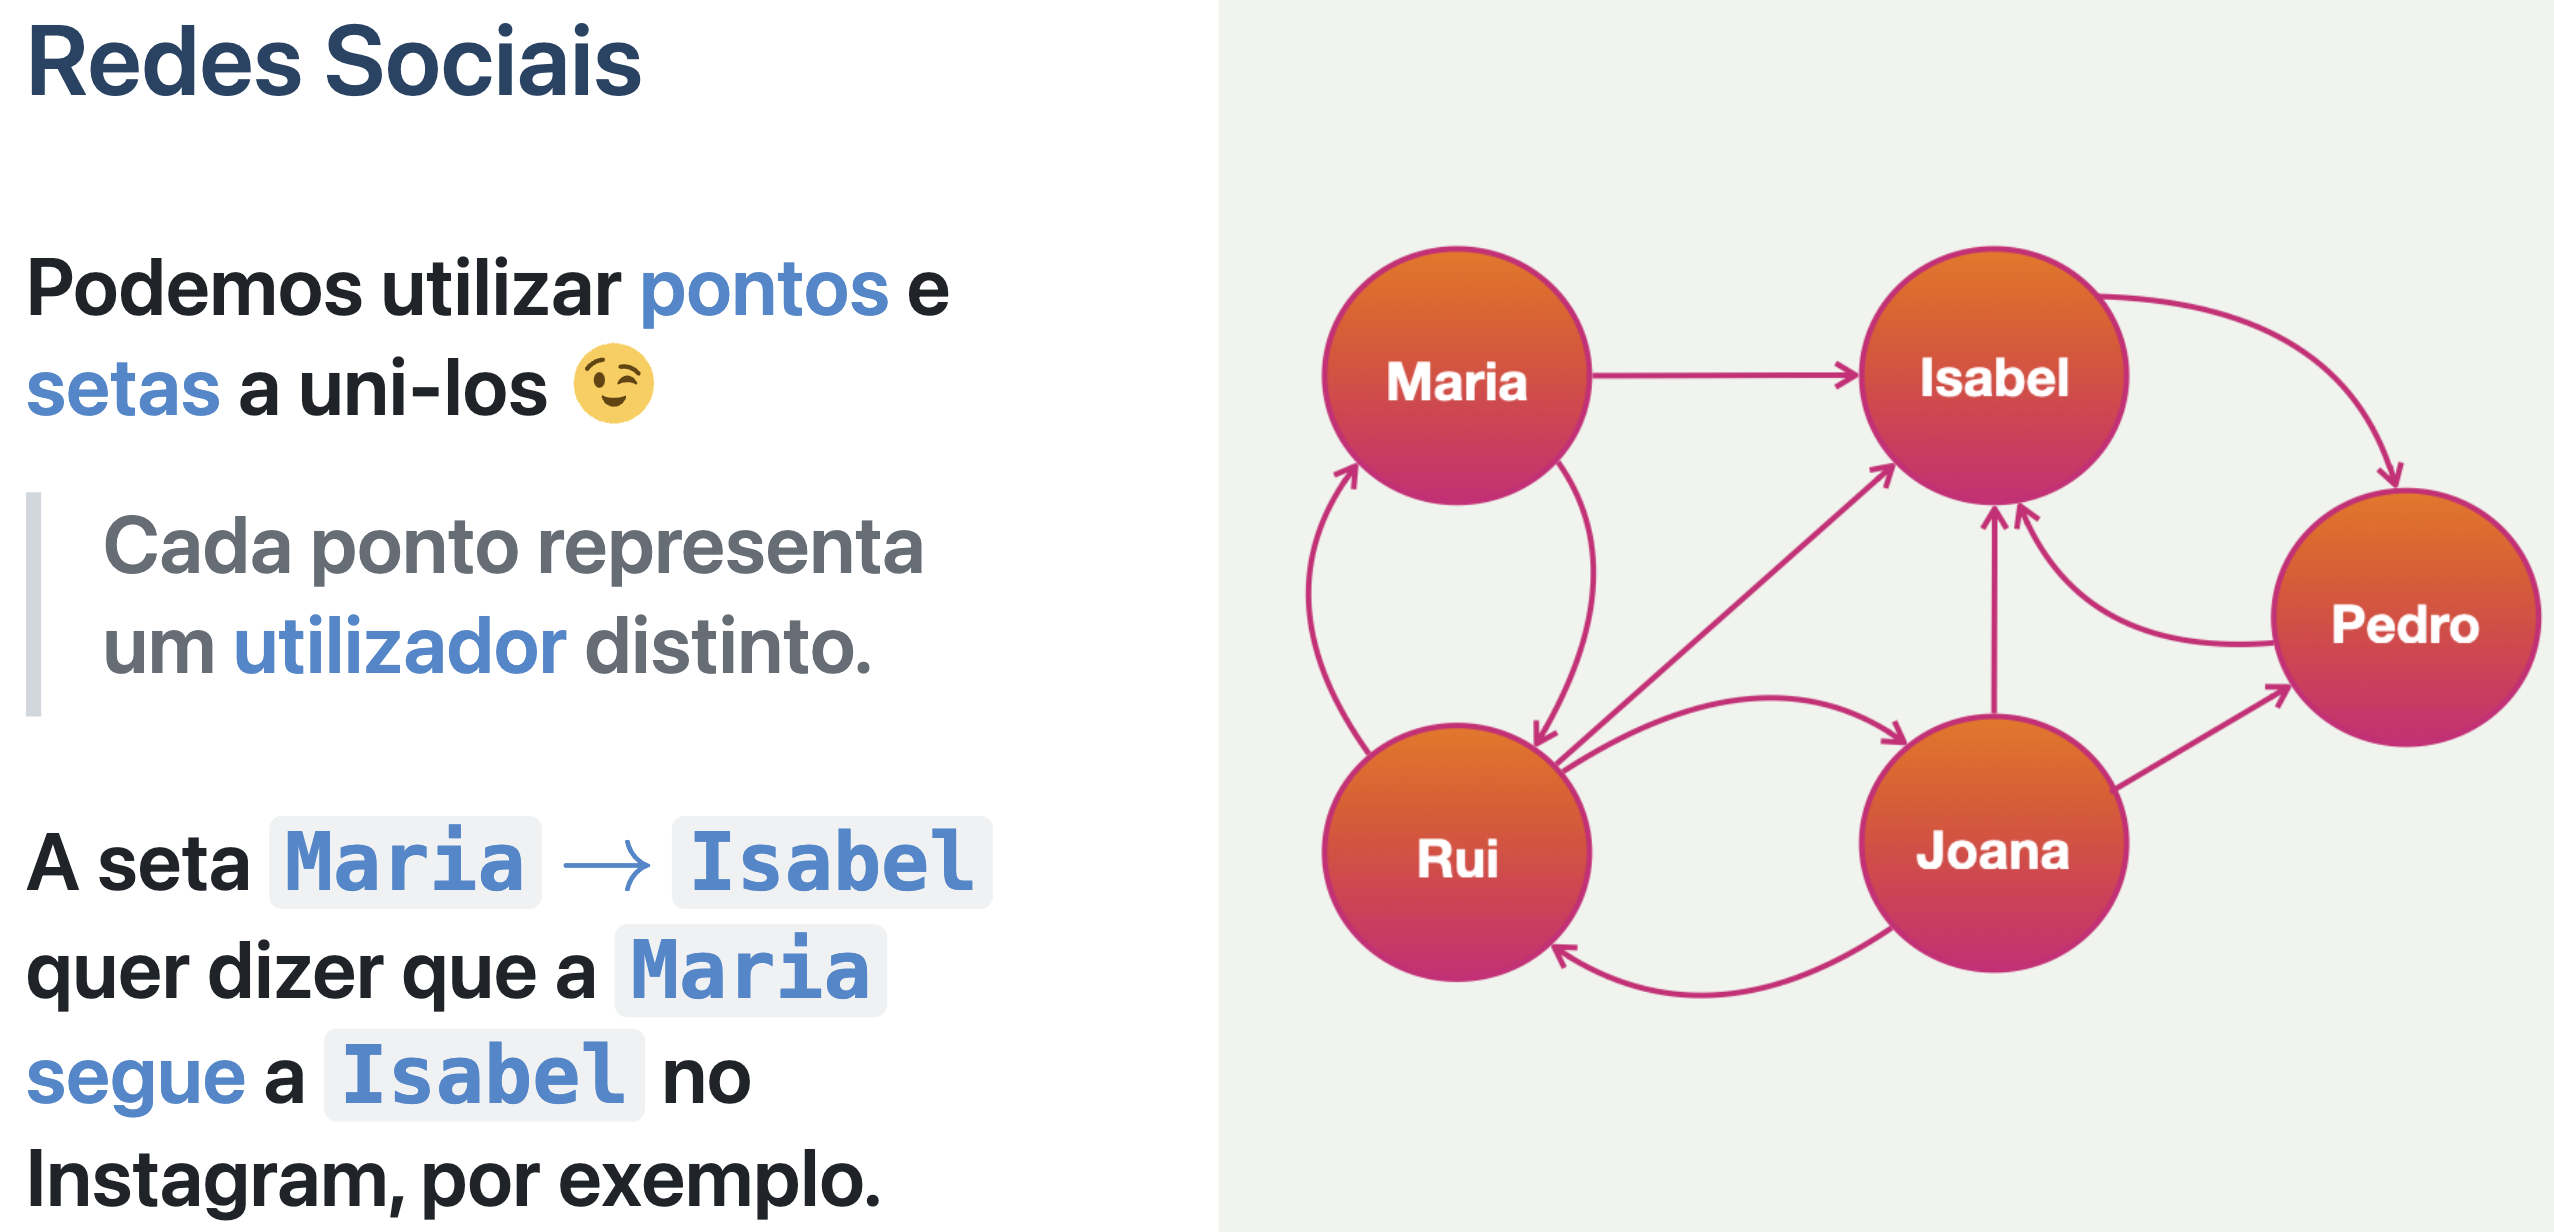 Redes Sociais
Podemos utilizar pontos e
setas a uni-los 😉
Cada ponto representa
um utilizador distinto.
A seta Maria → Isabel
quer dizer que a Maria
segue a Isabel no
Instagram, por exemplo.
Maria
Isabel
Pedro
Rui
Joana